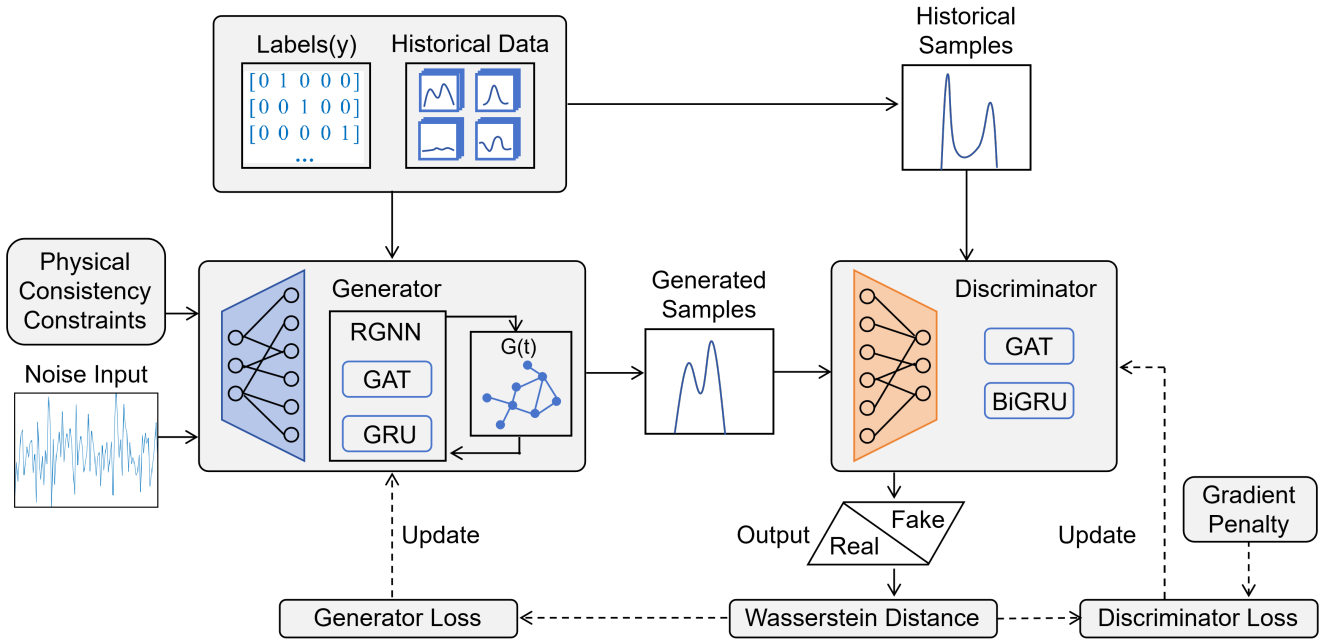 Labels(y)
Historical Data
[0 1 0 0 0]
[0 0 1 0 0]
[0 0 0 0 1]
...
Historical
Samples
Physical
Consistency
Constraints
Noise Input
Generator
RGNN
GAT
GRU
G(t)
Generated
Samples
Discriminator
GAT
BiGRU
Update
Output
Fake
Real
Update
Gradient
Penalty
Generator Loss
Wasserstein Distance
Discriminator Loss